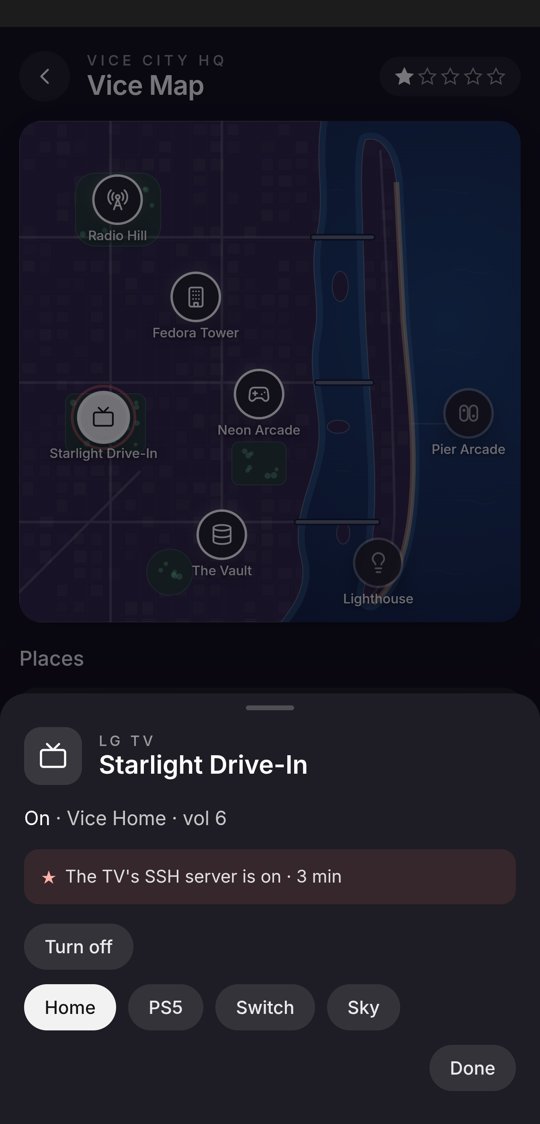 VICE CITY HQ
Vice Map
Radio Hill
Fedora Tower
Neon Arcade
Starlight Drive-In
Pier Arcade
The Vault
Lighthouse
Places
LG TV
Starlight Drive-In
On · Vice Home · vol 6
★ The TV's SSH server is on · 3 min
Turn off
Home PS5 Switch Sky
Done